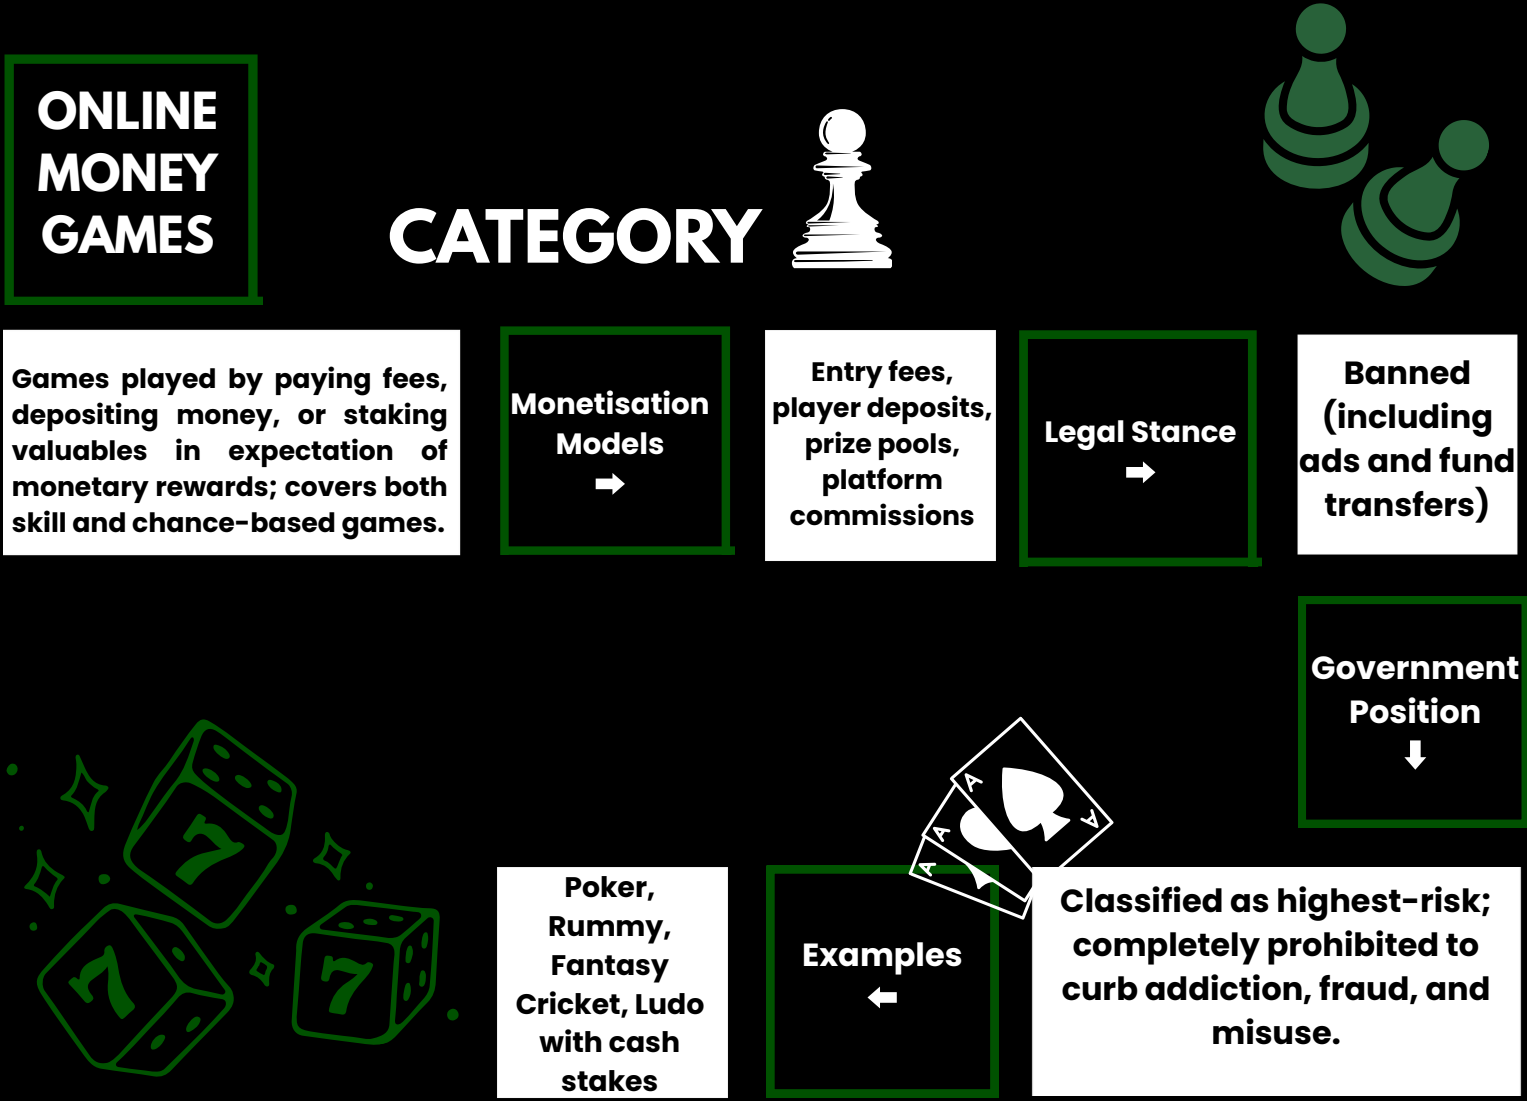 ONLINE
MONEY
GAMES
CATEGORY
Games played by paying fees,
depositing money, or staking
valuables in expectation of
monetary rewards; covers both
skill and chance-based games.
Monetisation
Models
Entry fees,
player deposits,
prize pools,
platform
commissions
Legal Stance
Banned
(including
ads and fund
transfers)
Government
Position
Classified as highest-risk;
completely prohibited to
curb addiction, fraud, and
misuse.
Examples
Poker,
Rummy,
Fantasy
Cricket, Ludo
with cash
stakes
7
7
7
A
A
A
A